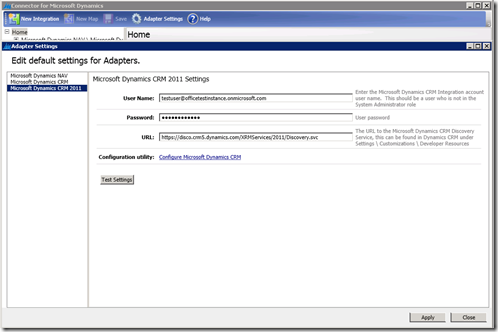 Connector for Microsoft Dynamics
New Integration New Map Save Adapter Settings Help
Home
Home
Adapter Settings
Edit default settings for Adapters.
Microsoft Dynamics NAV
Microsoft Dynamics CRM
Microsoft Dynamics CRM 2011
Microsoft Dynamics CRM 2011 Settings
User Name: testuser@officetestinstance.onmicrosoft.com
Enter the Microsoft Dynamics CRM Integration account
user name. This should be a user who is not in the
System Administrator role
Password: ●●●●●●●●●●●●
User password
URL: https://disco.crm5.dynamics.com/XRMServices/2011/Discovery.svc
The URL to the Microsoft Dynamics CRM Discovery
Service, this can be found in Dynamics CRM under
Settings \ Customizations \ Developer Resources
Configuration utility: Configure Microsoft Dynamics CRM
Test Settings
Apply Close